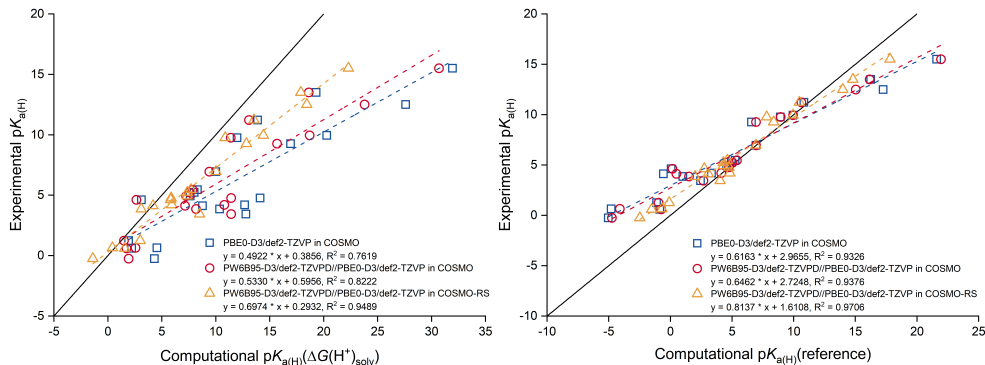 20
15
10
5
0
-5
Experimental pKa(H)
PBE0-D3/def2-TZVP in COSMO
y = 0.4922 * x + 0.3856, R² = 0.7619
PW6B95-D3/def2-TZVPD//PBE0-D3/def2-TZVP in COSMO
y = 0.5330 * x + 0.5956, R² = 0.8222
PW6B95-D3/def2-TZVPD//PBE0-D3/def2-TZVP in COSMO-RS
y = 0.6974 * x + 0.2932, R² = 0.9489
-5 0 5 10 15 20 25 30 35
Computational pKa(H)(ΔG(H⁺)solv)
20
15
10
5
0
-5
-10
Experimental pKa(H)
PBE0-D3/def2-TZVP in COSMO
y = 0.6163 * x + 2.9655, R² = 0.9326
PW6B95-D3/def2-TZVPD//PBE0-D3/def2-TZVP in COSMO
y = 0.6462 * x + 2.7248, R² = 0.9376
PW6B95-D3/def2-TZVPD//PBE0-D3/def2-TZVP in COSMO-RS
y = 0.8137 * x + 1.6108, R² = 0.9706
-10 -5 0 5 10 15 20 25
Computational pKa(H)(reference)